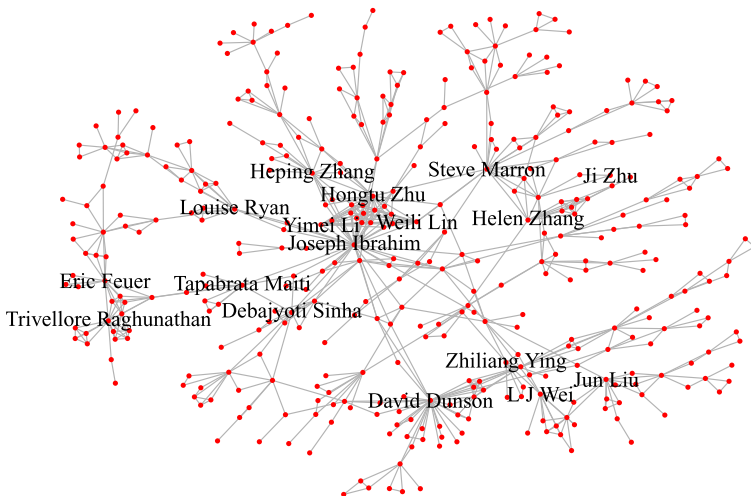 Steve Marron
Heping Zhang
Ji Zhu
Hongtu Zhu
Louise Ryan
Helen Zhang
Yimei Li
Weili Lin
Joseph Ibrahim
Eric Feuer
Tapabrata Maiti
Debajyoti Sinha
Trivellore Raghunathan
Zhiliang Ying
Jun Liu
L J Wei
David Dunson